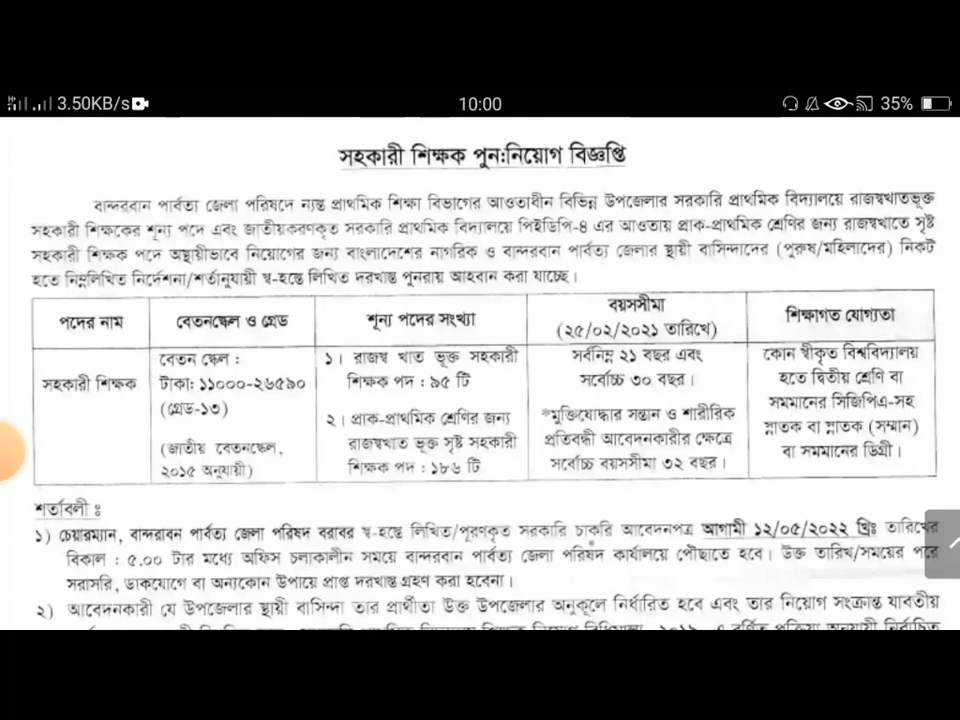 3.50KB/s 10:00 35%
সহকারী শিক্ষক পুন:নিয়োগ বিজ্ঞপ্তি
বান্দরবান পার্বত্য জেলা পরিষদে ন্যস্ত প্রাথমিক শিক্ষা বিভাগের আওতাধীন বিভিন্ন উপজেলার সরকারি প্রাথমিক বিদ্যালয়ে রাজস্বখাতভূক্ত
সহকারী শিক্ষকের শূন্য পদে এবং জাতীয়করণকৃত সরকারি প্রাথমিক বিদ্যালয়ে পিইডিপি-৪ এর আওতায় প্রাক-প্রাথমিক শ্রেণির জন্য রাজস্বখাতে সৃষ্ট
সহকারী শিক্ষক পদে অস্থায়ীভাবে নিয়োগের জন্য বাংলাদেশের নাগরিক ও বান্দরবান পার্বত্য জেলার স্থায়ী বাসিন্দাদের (পুরুষ/মহিলাদের) নিকট
হতে নিম্নলিখিত নির্দেশনা/শর্তানুযায়ী স্ব-হস্তে লিখিত দরখাস্ত পুনরায় আহবান করা যাচ্ছে।
পদের নাম
বেতনস্কেল ও গ্রেড
শূন্য পদের সংখ্যা
বয়সসীমা
(২৫/০২/২০২১ তারিখে)
শিক্ষাগত যোগ্যতা
সহকারী শিক্ষক
বেতন স্কেল :
টাকা: ১১০০০-২৬৫৯০
(গ্রেড-১৩)
(জাতীয় বেতনস্কেল,
২০১৫ অনুযায়ী)
১। রাজস্ব খাত ভূক্ত সহকারী
শিক্ষক পদ : ৯৫ টি
২। প্রাক-প্রাথমিক শ্রেণির জন্য
রাজস্বখাত ভূক্ত সৃষ্ট সহকারী
শিক্ষক পদ : ১৮৬ টি
সর্বনিম্ন ২১ বছর এবং
সর্বোচ্চ ৩০ বছর।
*মুক্তিযোদ্ধার সন্তান ও শারীরিক
প্রতিবন্ধী আবেদনকারীর ক্ষেত্রে
সর্বোচ্চ বয়সসীমা ৩২ বছর।
কোন স্বীকৃত বিশ্ববিদ্যালয়
হতে দ্বিতীয় শ্রেণি বা
সমমানের সিজিপিএ-সহ
স্নাতক বা স্নাতক (সম্মান)
বা সমমানের ডিগ্রী।
শর্তাবলী ঃ
১) চেয়ারম্যান, বান্দরাবন পার্বত্য জেলা পরিষদ বরাবর স্ব-হস্তে লিখিত/পূরণকৃত সরকারি চাকরি আবেদনপত্র আগামী ১২/০৫/২০২২ খ্রিঃ তারিখের
বিকাল : ৫.০০ টার মধ্যে অফিস চলাকালীন সময়ে বান্দরবান পার্বত্য জেলা পরিষদ কার্যালয়ে পৌছাতে হবে। উক্ত তারিখ/সময়ের পরে
সরাসরি, ডাকযোগে বা অন্যকোন উপায়ে প্রাপ্ত দরখাস্ত গ্রহণ করা হবেনা।
২) আবেদনকারী যে উপজেলার স্থায়ী বাসিন্দা তার প্রার্থীতা উক্ত উপজেলার অনুকূলে নির্ধারিত হবে এবং তার নিয়োগ সংক্রান্ত যাবতীয়